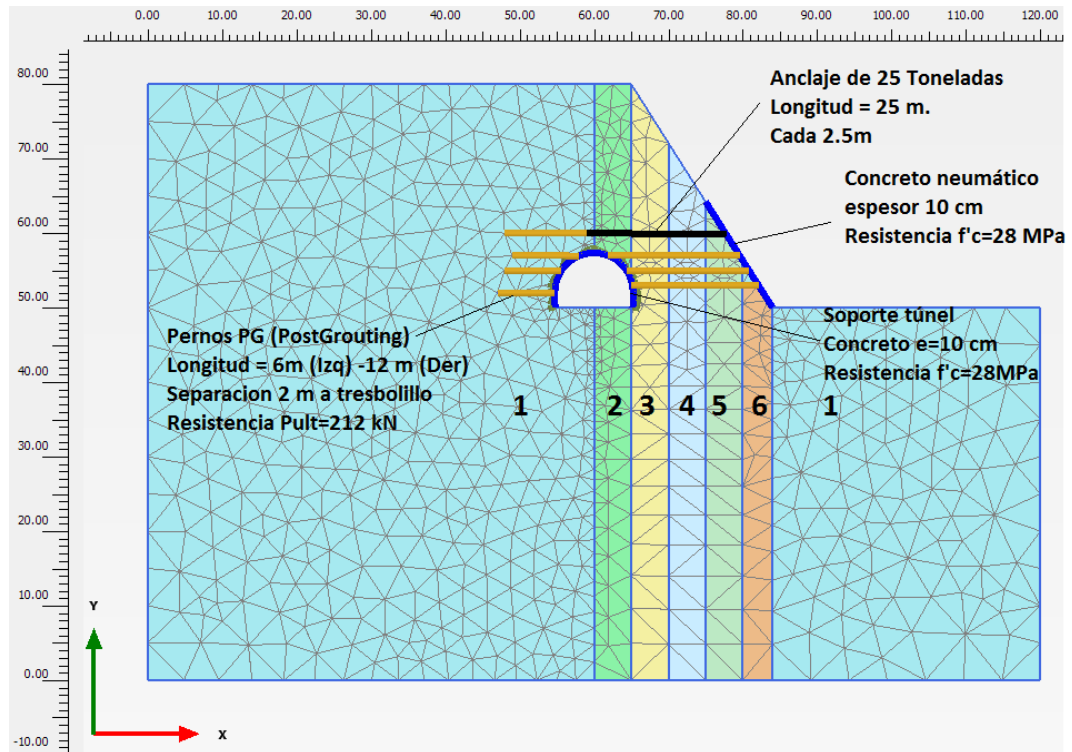 0.00 10.00 20.00 30.00 40.00 50.00 60.00 70.00 80.00 90.00 100.00 110.00 120.00
80.00
70.00
60.00
50.00
40.00
30.00
20.00
10.00
0.00
-10.00
Anclaje de 25 Toneladas
Longitud = 25 m.
Cada 2.5m
Concreto neumático
espesor 10 cm
Resistencia f'c=28 MPa
Pernos PG (PostGrouting)
Longitud = 6m (Izq) -12 m (Der)
Separacion 2 m a tresbolillo
Resistencia Pult=212 kN
Soporte túnel
Concreto e=10 cm
Resistencia f'c=28MPa
1 2 3 4 5 6 1
Y
X